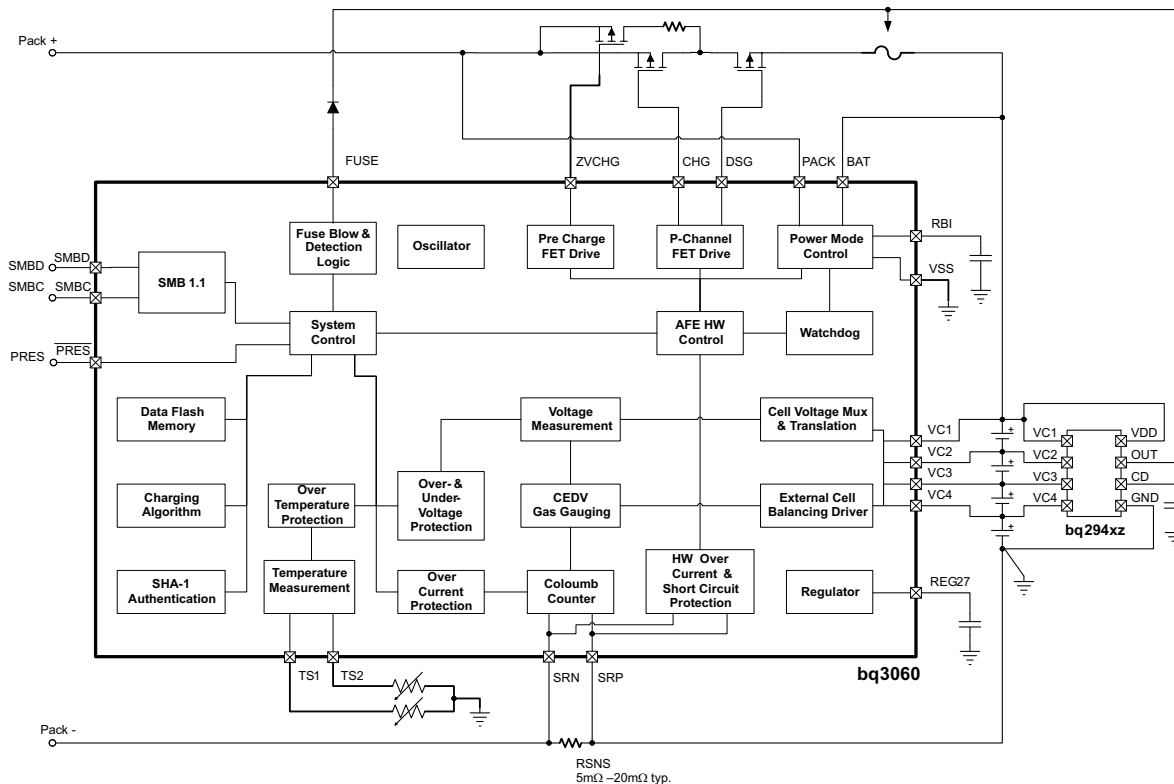 Pack +
FUSE
ZVCHG
CHG
DSG
PACK
BAT
Fuse Blow &
Detection
Logic
Oscillator
Pre Charge
FET Drive
P-Channel
FET Drive
Power Mode
Control
RBI
VSS
SMBD
SMBD
SMBC
SMBC
SMB 1.1
System
Control
AFE HW
Control
Watchdog
PRES
PRES
Data Flash
Memory
Voltage
Measurement
Cell Voltage Mux
& Translation
VC1
VC2
VC3
VC4
VC1
VC2
VC3
VC4
VDD
OUT
CD
GND
bq294xz
Charging
Algorithm
Over
Temperature
Protection
Over- &
Under-
Voltage
Protection
CEDV
Gas Gauging
External Cell
Balancing Driver
SHA-1
Authentication
Temperature
Measurement
Over
Current
Protection
Coloumb
Counter
HW Over
Current &
Short Circuit
Protection
Regulator
REG27
bq3060
TS1
TS2
SRN
SRP
Pack -
RSNS
5mΩ –20mΩ typ.